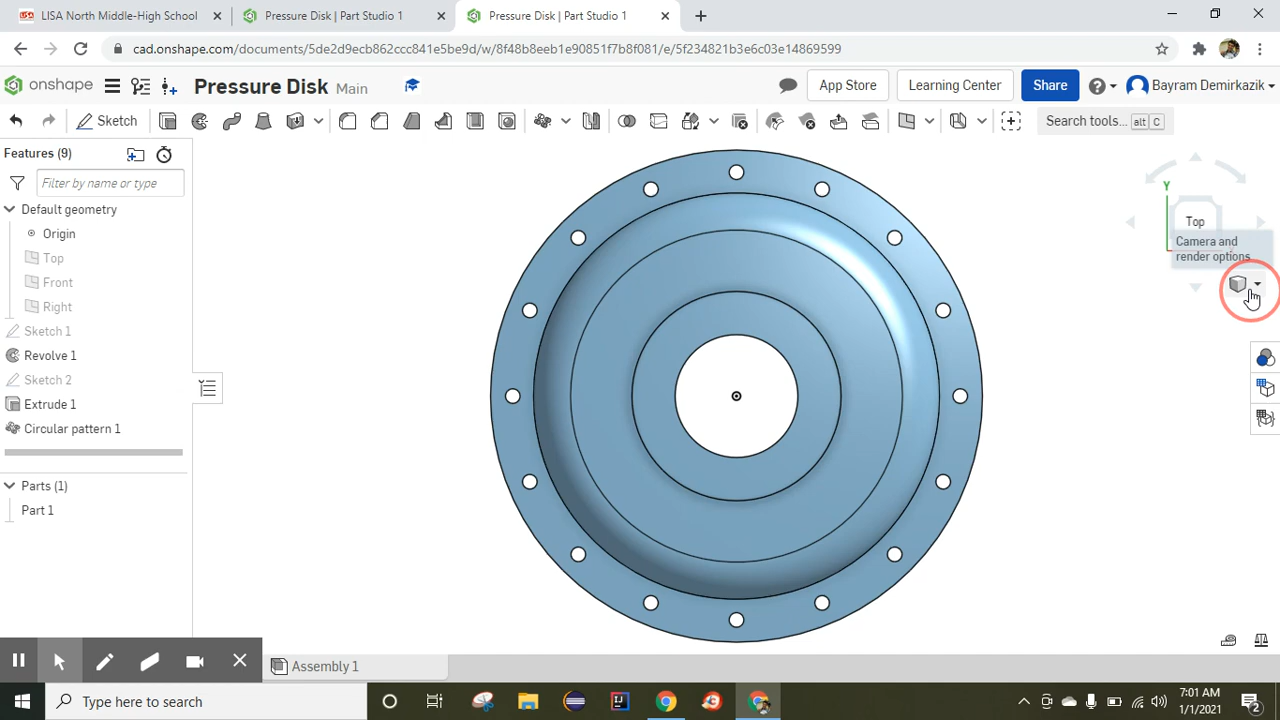 LISA North Middle-High School
Pressure Disk | Part Studio 1
Pressure Disk | Part Studio 1
cad.onshape.com/documents/5de2d9ecb862ccc841e5be9d/w/8f48b8eeb1e90851f7b8f081/e/5f234821b3e6c03e14869599
onshape
Pressure Disk Main
App Store
Learning Center
Share
Bayram Demirkazik
Sketch
Search tools... alt C
Features (9)
Filter by name or type
Default geometry
Origin
Top
Front
Right
Sketch 1
Revolve 1
Sketch 2
Extrude 1
Circular pattern 1
Parts (1)
Part 1
Y
Top
Camera and
render options
Assembly 1
Type here to search
7:01 AM
1/1/2021
2